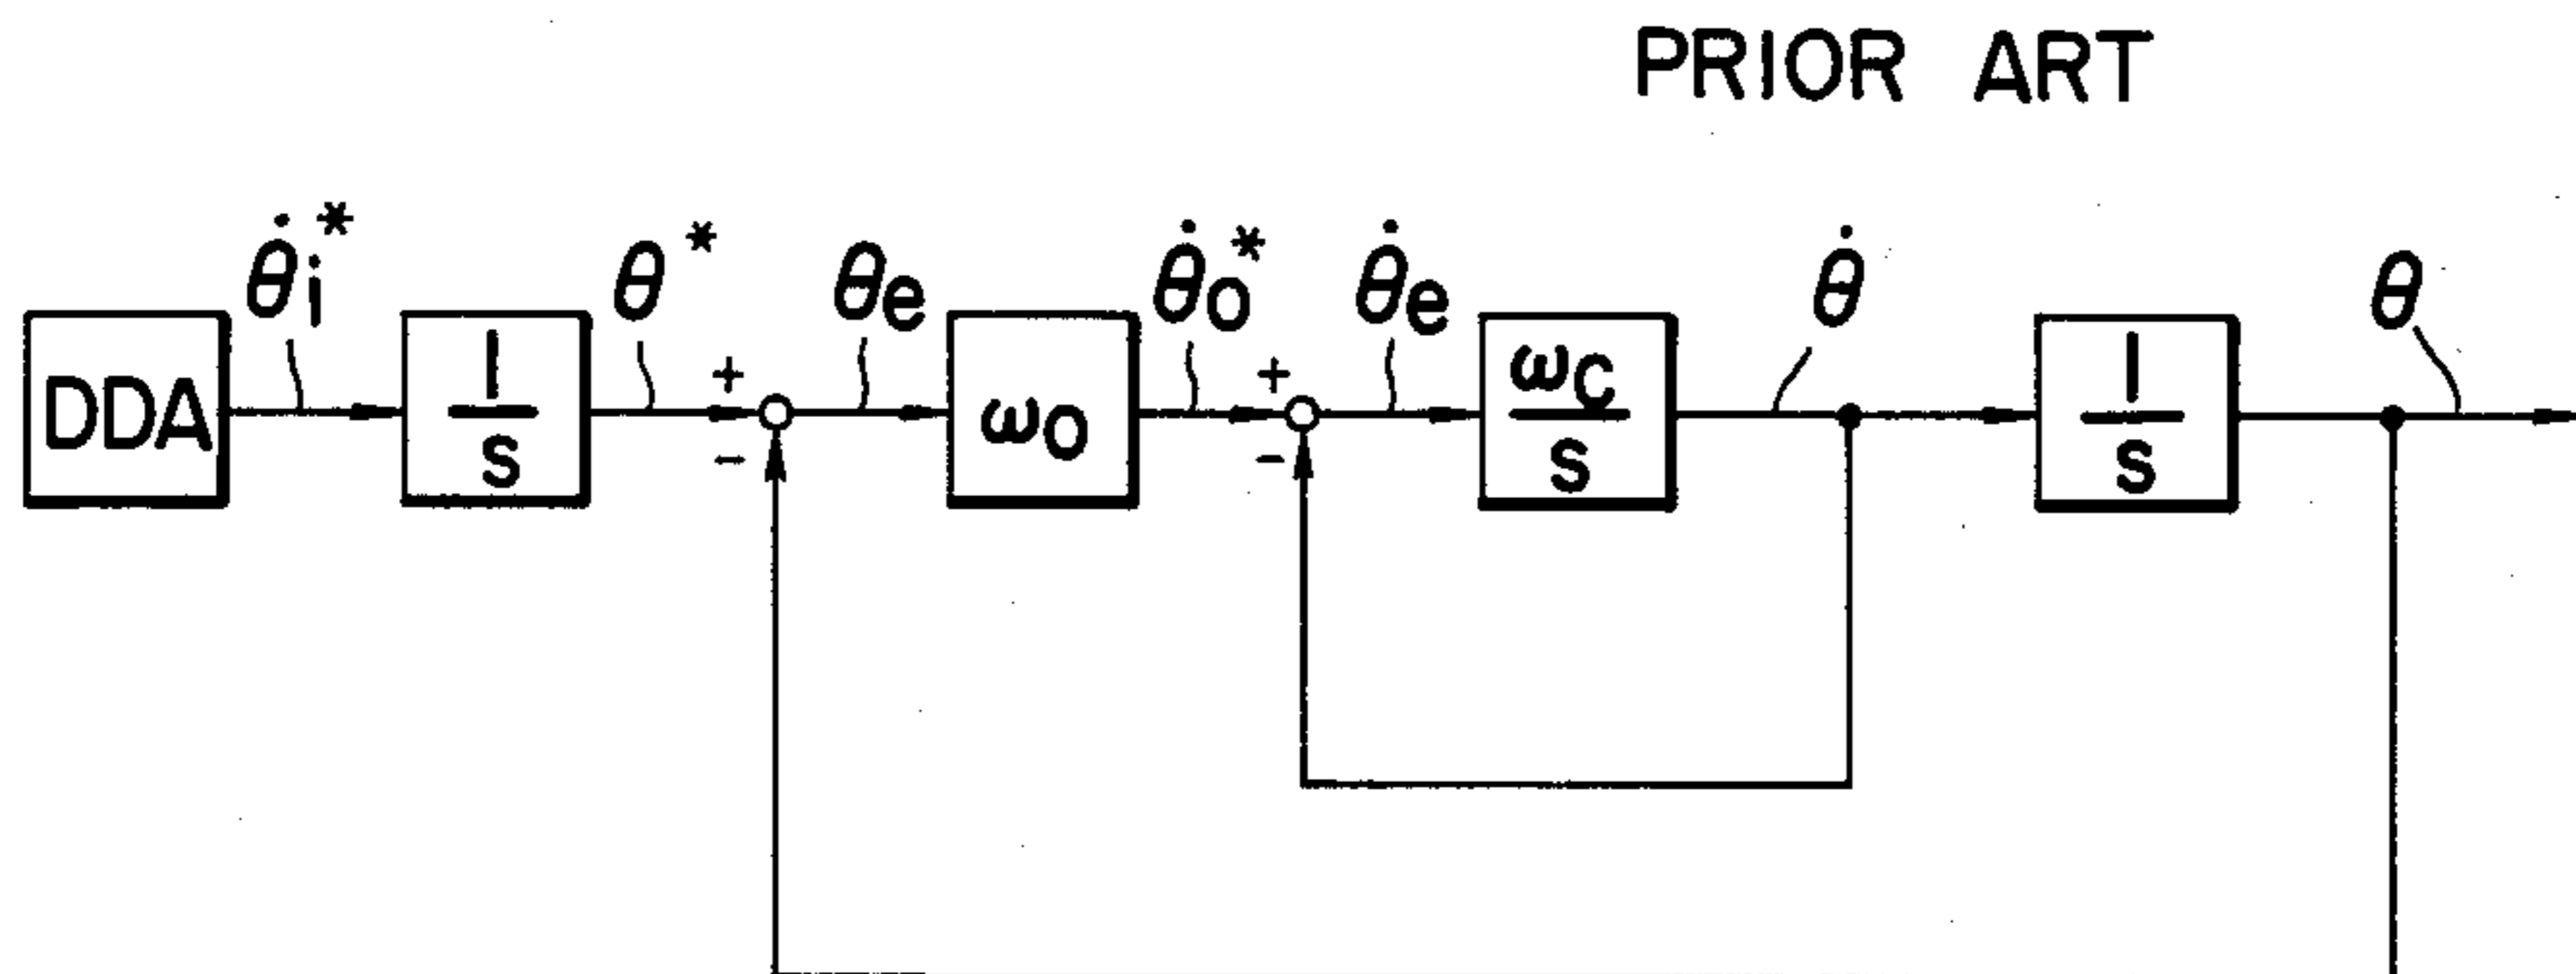 PRIOR ART
θ̇i* θ* θe θ̇o* θ̇e θ̇ θ
DDA 1/s + − ωo + − ωc/s 1/s